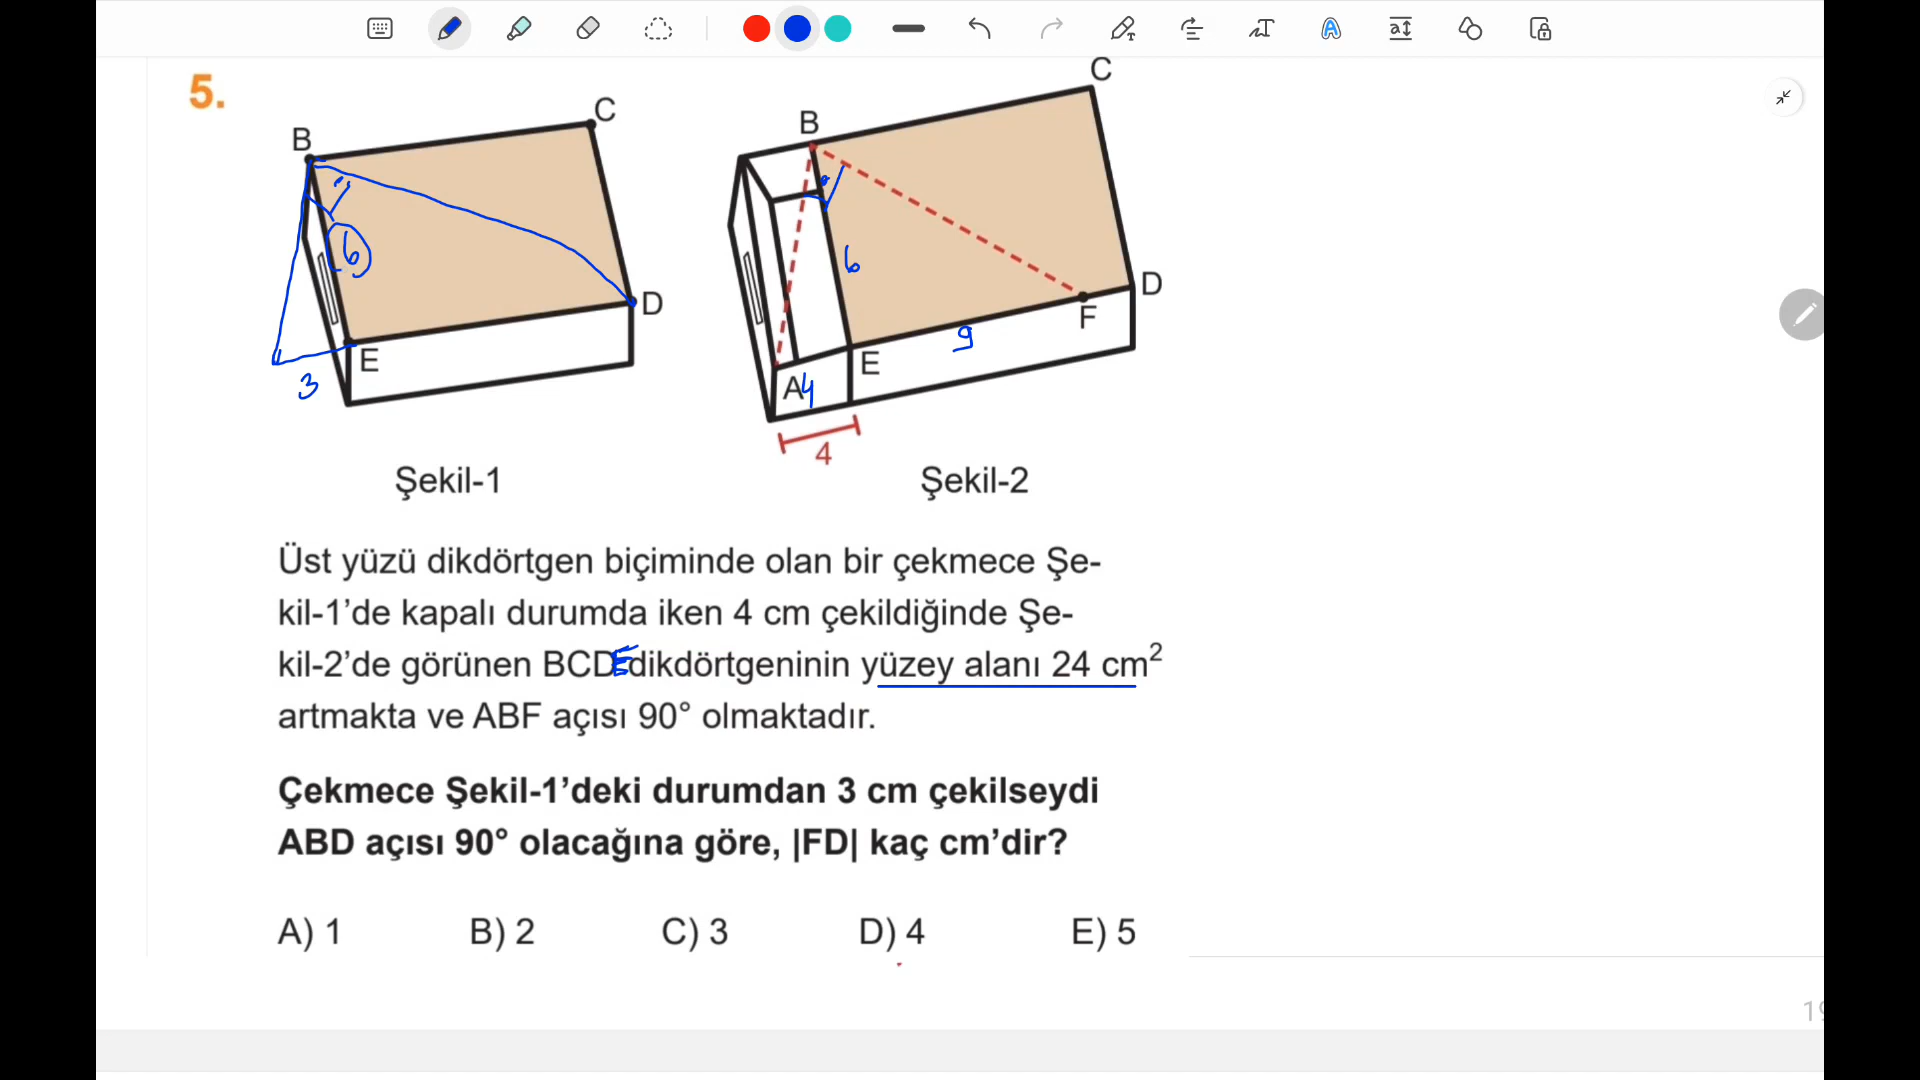 5.
B
C
b
D
E
3
Şekil-1
C
B
b
D
F
9
E
A
4
4
Şekil-2
Üst yüzü dikdörtgen biçiminde olan bir çekmece Şe-
kil-1’de kapalı durumda iken 4 cm çekildiğinde Şe-
kil-2’de görünen BCDE dikdörtgeninin yüzey alanı 24 cm²
artmakta ve ABF açısı 90° olmaktadır.
Çekmece Şekil-1’deki durumdan 3 cm çekilseydi
ABD açısı 90° olacağına göre, |FD| kaç cm’dir?
A) 1 B) 2 C) 3 D) 4 E) 5